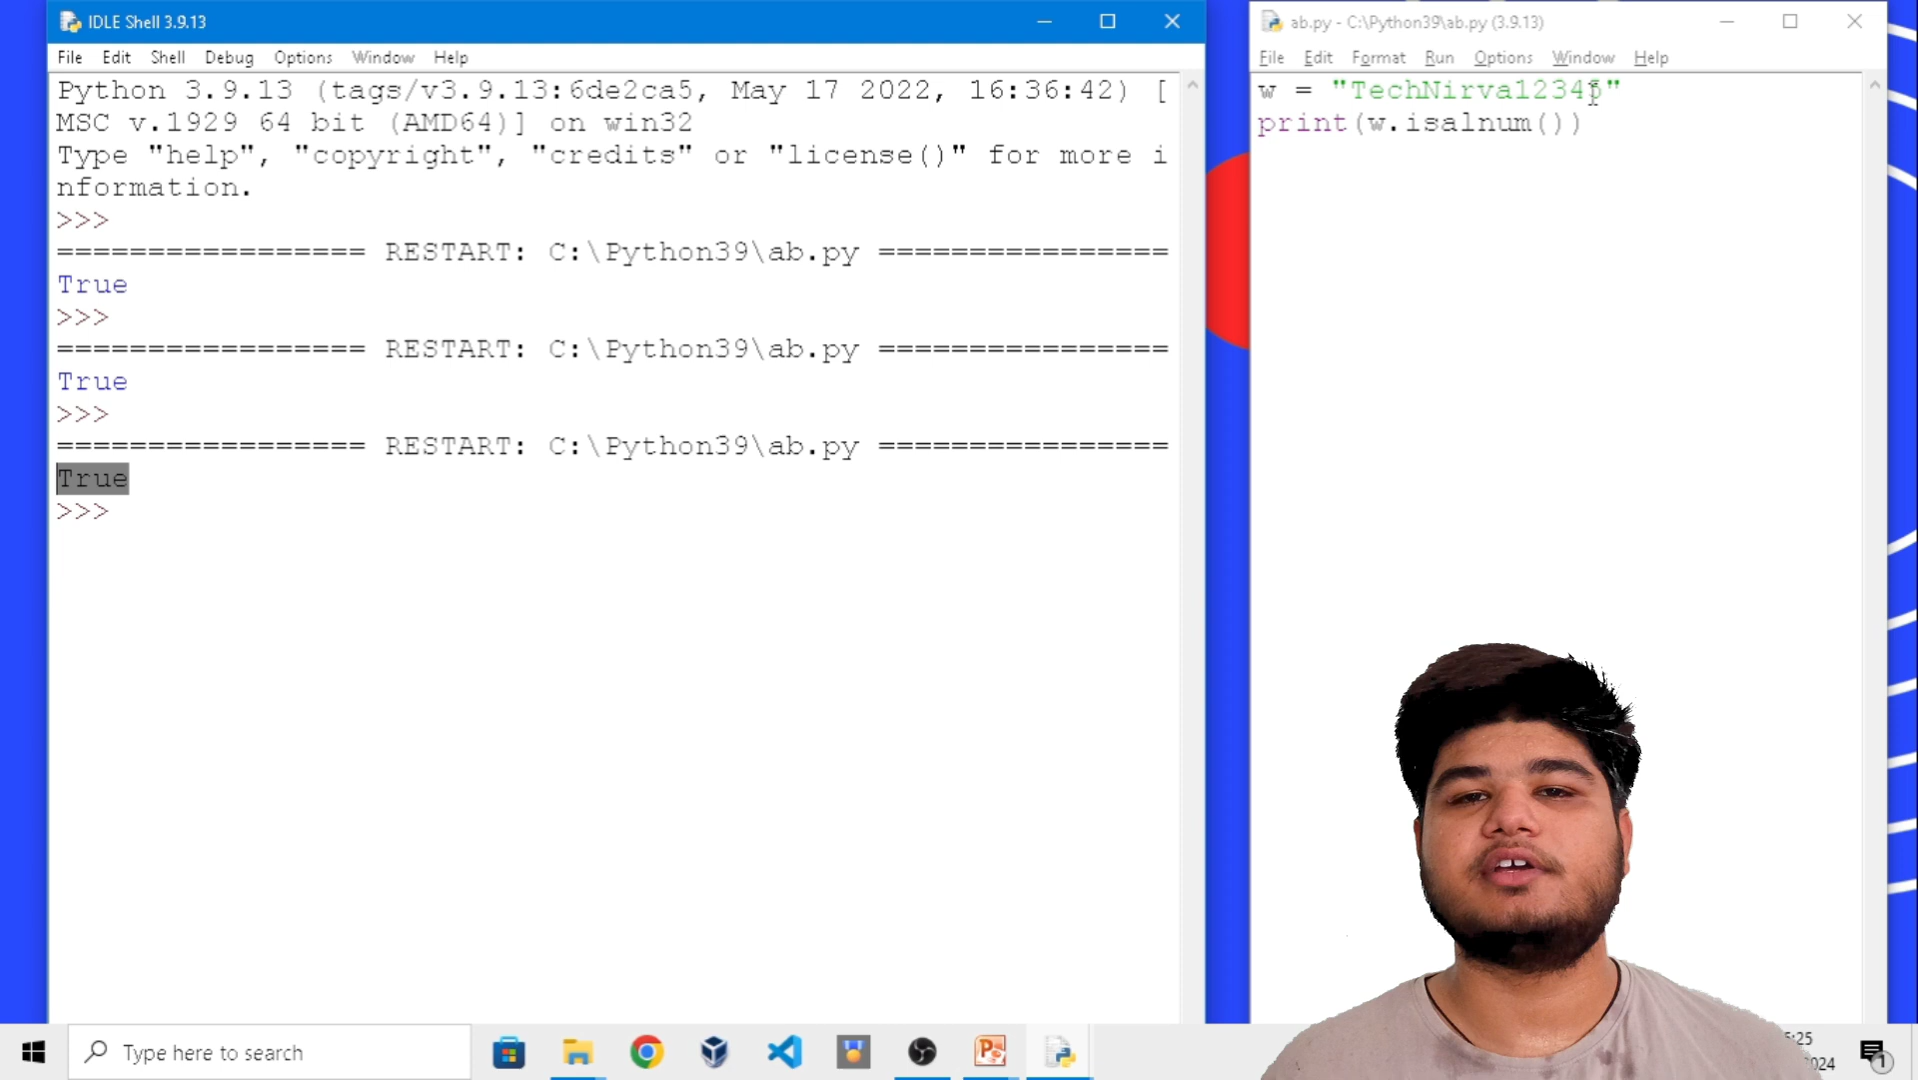 IDLE Shell 3.9.13
File Edit Shell Debug Options Window Help
Python 3.9.13 (tags/v3.9.13:6de2ca5, May 17 2022, 16:36:42) [
MSC v.1929 64 bit (AMD64)] on win32
Type "help", "copyright", "credits" or "license()" for more i
nformation.
>>>
================= RESTART: C:\Python39\ab.py ================
True
>>>
================= RESTART: C:\Python39\ab.py ================
True
>>>
================= RESTART: C:\Python39\ab.py ================
True
>>>
ab.py - C:\Python39\ab.py (3.9.13)
File Edit Format Run Options Window Help
w = "TechNirva12345"
print(w.isalnum())
Type here to search
:25
024
1